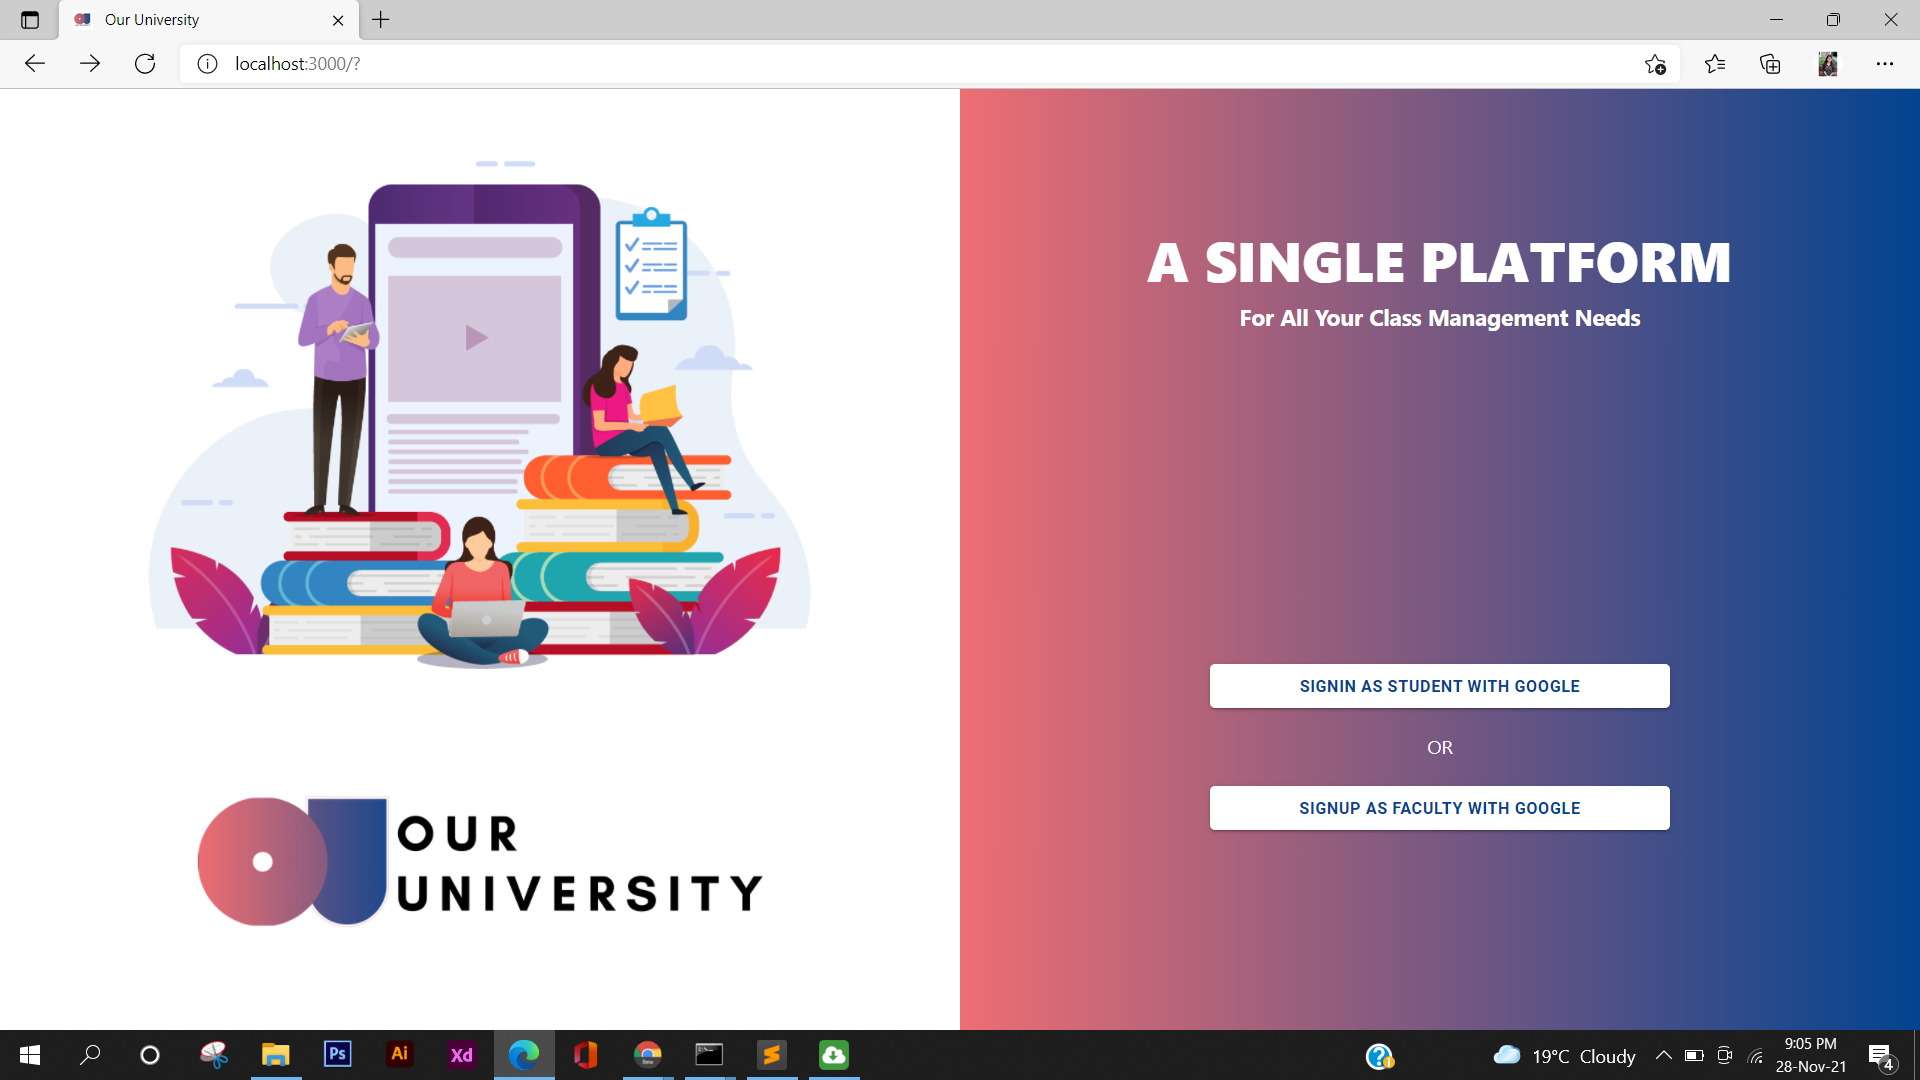 Our University
localhost:3000/?
A SINGLE PLATFORM
For All Your Class Management Needs
SIGNIN AS STUDENT WITH GOOGLE
OR
SIGNUP AS FACULTY WITH GOOGLE
OUR
UNIVERSITY
Ps
Ai
Xd
19°C Cloudy
9:05 PM
28-Nov-21
4